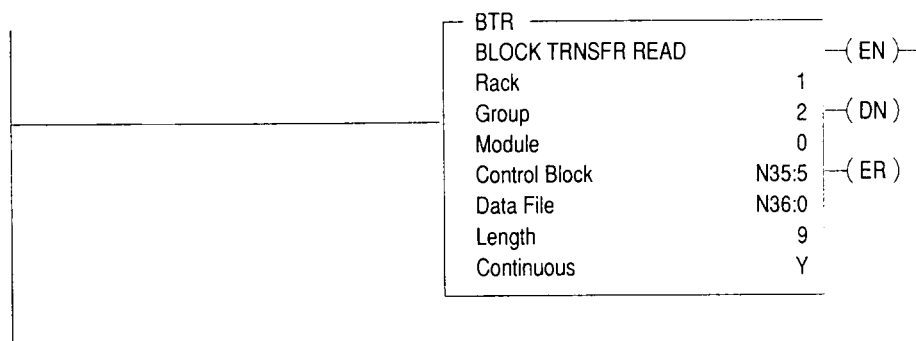 BTR
BLOCK TRNSFR READ
(EN)
Rack 1
Group 2
(DN)
Module 0
Control Block N35:5
(ER)
Data File N36:0
Length 9
Continuous Y